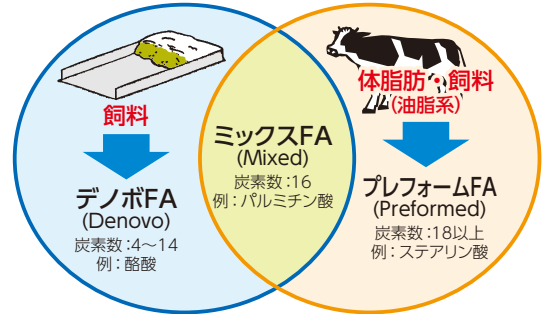 飼料
デノボFA
(Denovo)
炭素数：4～14
例：酪酸
ミックスFA
(Mixed)
炭素数：16
例：パルミチン酸
体脂肪・飼料
(油脂系)
プレフォームFA
(Preformed)
炭素数：18以上
例：ステアリン酸